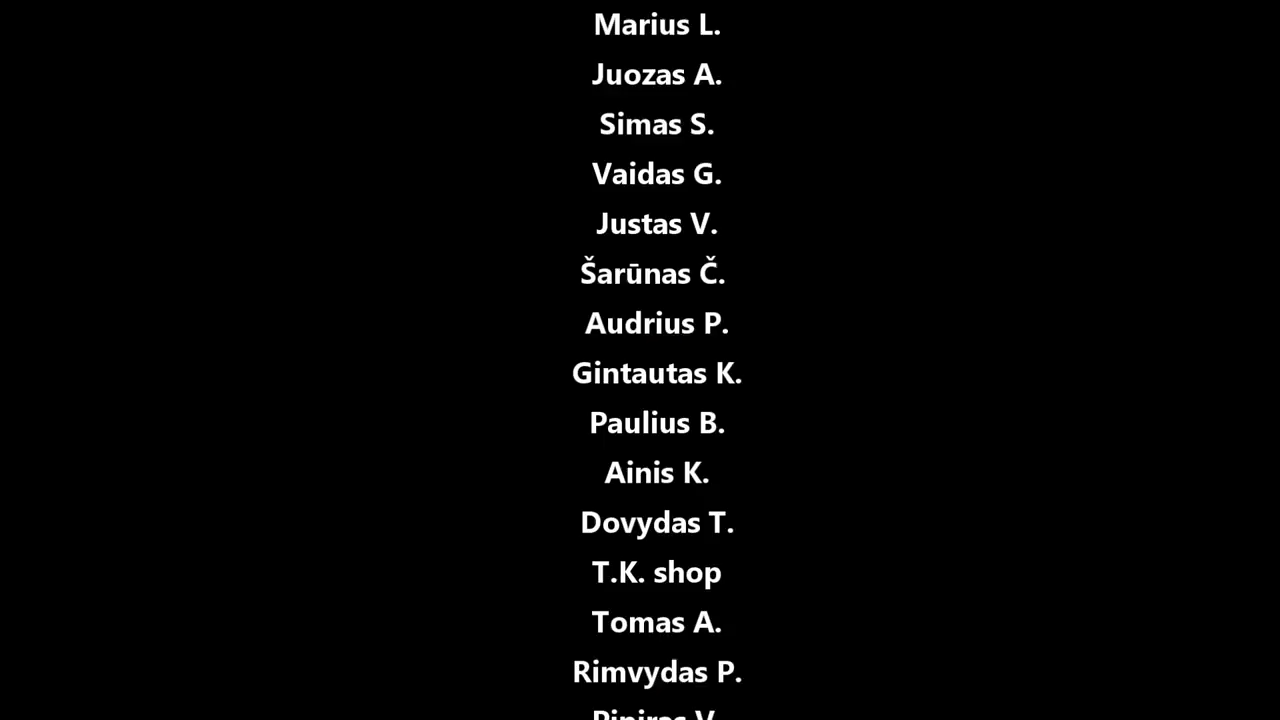 Marius L.
Juozas A.
Simas S.
Vaidas G.
Justas V.
Šarūnas Č.
Audrius P.
Gintautas K.
Paulius B.
Ainis K.
Dovydas T.
T.K. shop
Tomas A.
Rimvydas P.